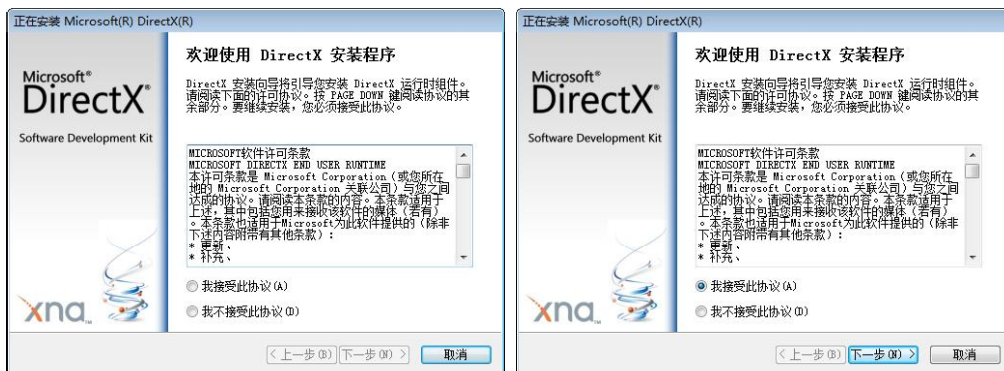 正在安装 Microsoft(R) DirectX(R)
Microsoft®
DirectX®
Software Development Kit
xna™
欢迎使用 DirectX 安装程序
DirectX 安装向导将引导您安装 DirectX 运行时组件。
请阅读下面的许可协议。按 PAGE DOWN 键阅读协议的其
余部分。要继续安装，您必须接受此协议。
MICROSOFT软件许可条款
MICROSOFT DIRECTX END USER RUNTIME
本许可条款是 Microsoft Corporation（或您所在
地的 Microsoft Corporation 关联公司）与您之间
达成的协议。请阅读本条款的内容。本条款适用于
上述，其中包括您用来接收该软件的媒体（若有）
。本条款也适用于Microsoft为此软件提供的（除非
下述内容附带有其他条款）：
* 更新、
* 补充、
我接受此协议(A)
我不接受此协议(D)
< 上一步(B)
下一步(N) >
取消
正在安装 Microsoft(R) DirectX(R)
Microsoft®
DirectX®
Software Development Kit
xna™
欢迎使用 DirectX 安装程序
DirectX 安装向导将引导您安装 DirectX 运行时组件。
请阅读下面的许可协议。按 PAGE DOWN 键阅读协议的其
余部分。要继续安装，您必须接受此协议。
MICROSOFT软件许可条款
MICROSOFT DIRECTX END USER RUNTIME
本许可条款是 Microsoft Corporation（或您所在
地的 Microsoft Corporation 关联公司）与您之间
达成的协议。请阅读本条款的内容。本条款适用于
上述，其中包括您用来接收该软件的媒体（若有）
。本条款也适用于Microsoft为此软件提供的（除非
下述内容附带有其他条款）：
* 更新、
* 补充、
我接受此协议(A)
我不接受此协议(D)
< 上一步(B)
下一步(N) >
取消